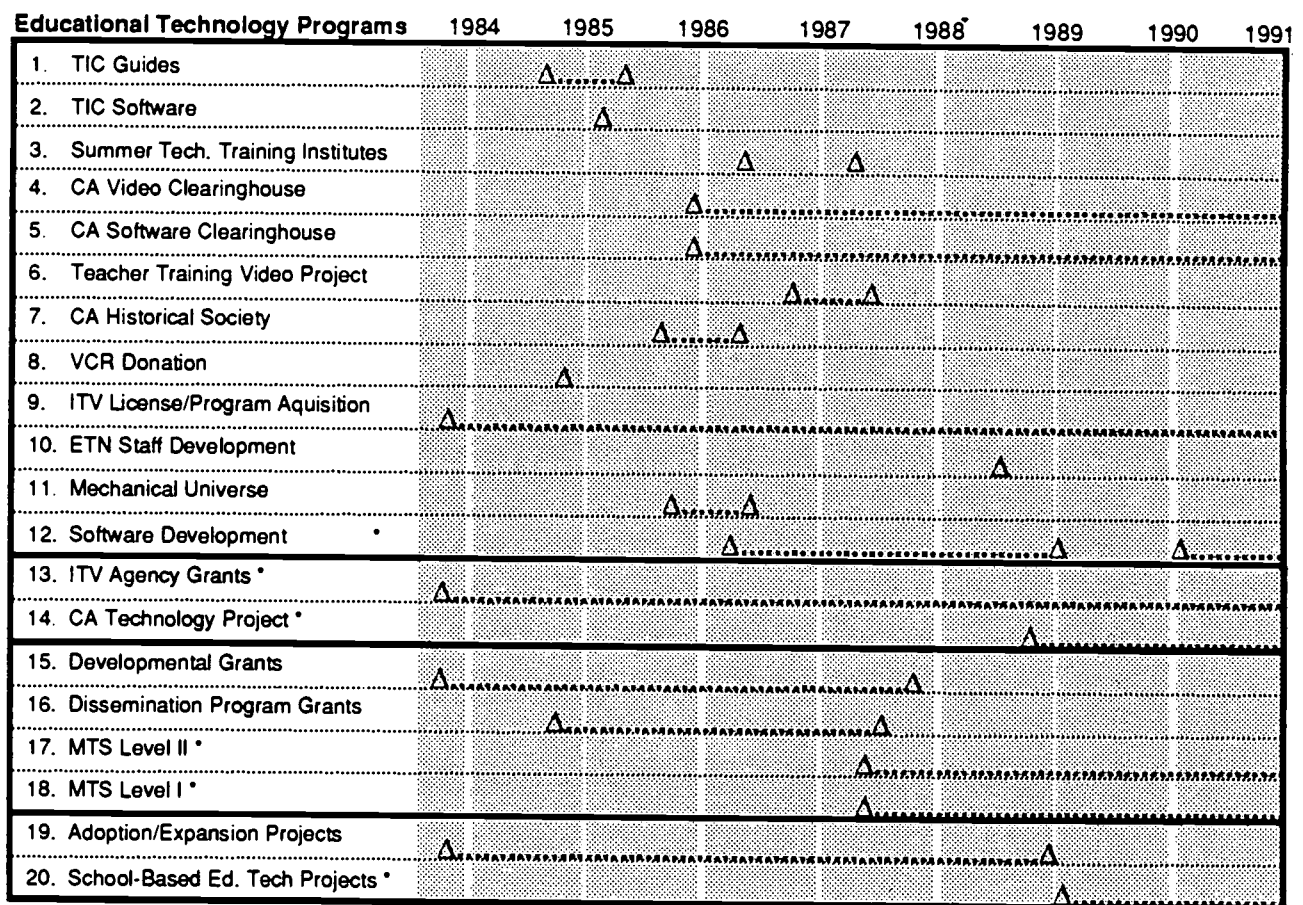 Educational Technology Programs 1984 1985 1986 1987 1988* 1989 1990 1991
1. TIC Guides
2. TIC Software
3. Summer Tech. Training Institutes
4. CA Video Clearinghouse
5. CA Software Clearinghouse
6. Teacher Training Video Project
7. CA Historical Society
8. VCR Donation
9. ITV License/Program Aquisition
10. ETN Staff Development
11. Mechanical Universe
12. Software Development *
13. ITV Agency Grants *
14. CA Technology Project *
15. Developmental Grants
16. Dissemination Program Grants
17. MTS Level II *
18. MTS Level I *
19. Adoption/Expansion Projects
20. School-Based Ed. Tech Projects *